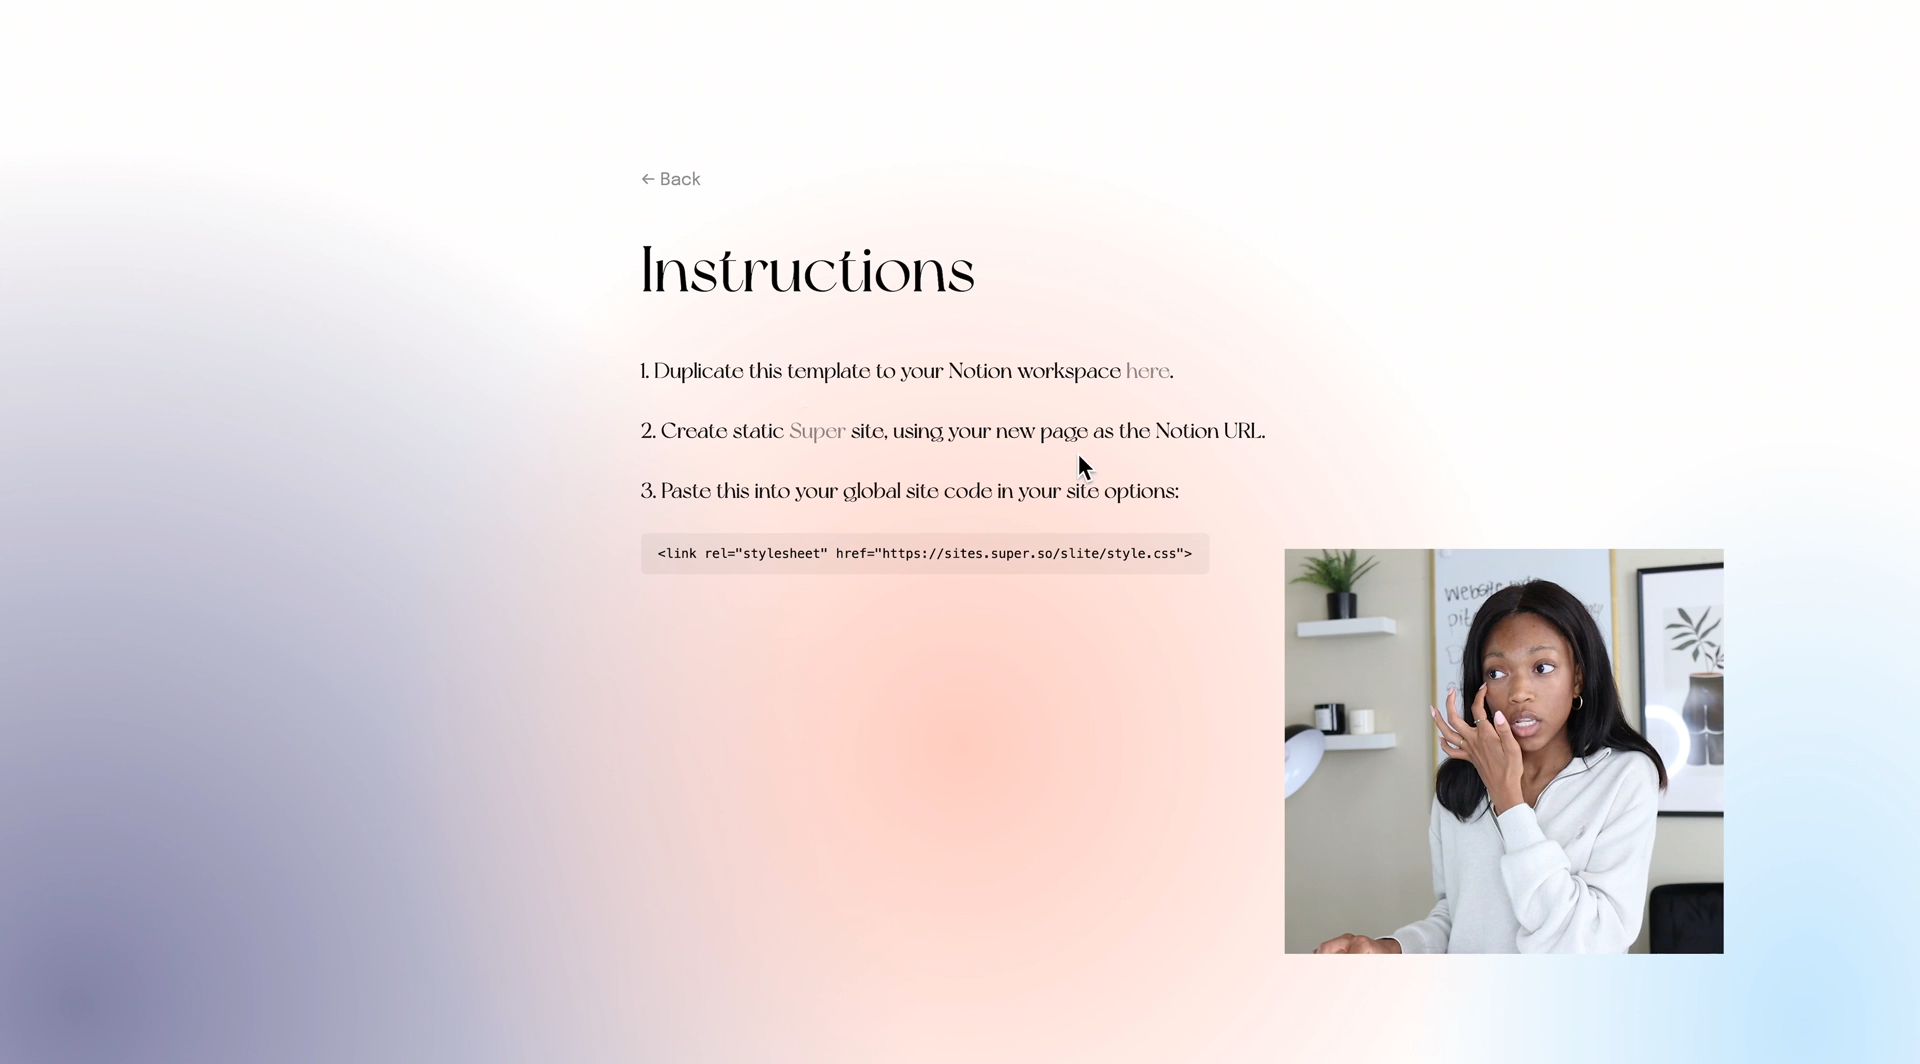 ← Back
Instructions
1. Duplicate this template to your Notion workspace here.
2. Create static Super site, using your new page as the Notion URL.
3. Paste this into your global site code in your site options:
<link rel="stylesheet" href="https://sites.super.so/slite/style.css">
Website